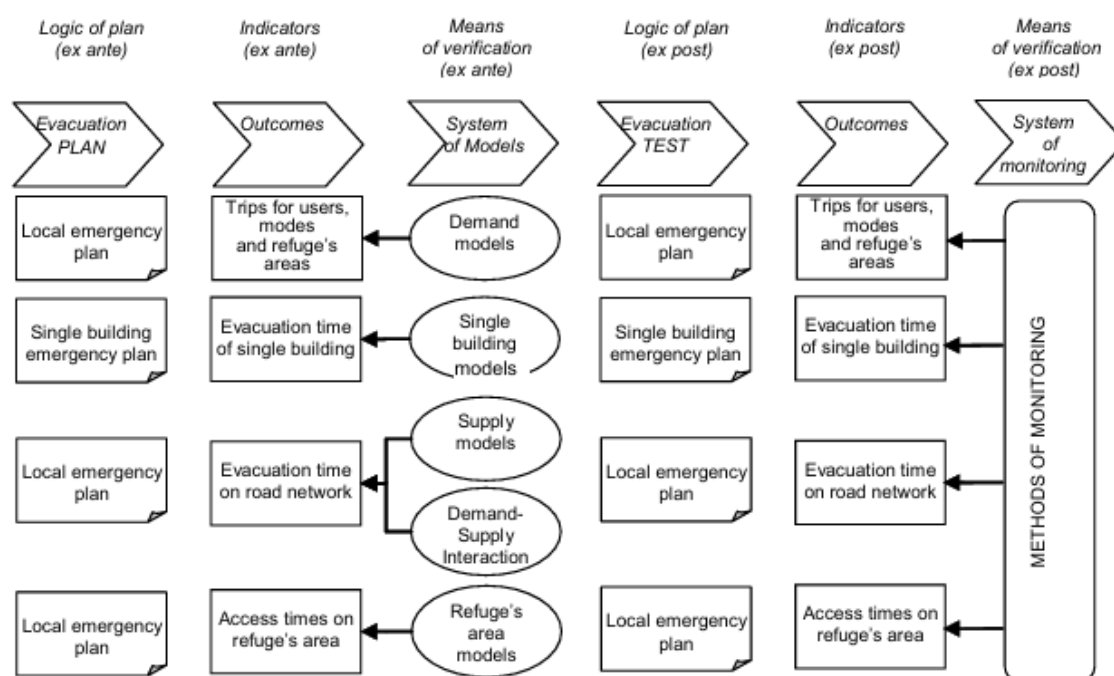 Logic of plan
(ex ante)
Indicators
(ex ante)
Means
of verification
(ex ante)
Logic of plan
(ex post)
Indicators
(ex post)
Means
of verification
(ex post)
Evacuation
PLAN
Outcomes
System
of Models
Evacuation
TEST
Outcomes
System
of
monitoring
Local emergency
plan
Trips for users,
modes
and refuge's
areas
Demand
models
Local emergency
plan
Trips for users,
modes
and refuge's
areas
Single building
emergency plan
Evacuation time
of single building
Single
building
models
Single building
emergency plan
Evacuation time
of single building
Local emergency
plan
Evacuation time
on road network
Supply
models
Demand-
Supply
Interaction
Local emergency
plan
Evacuation time
on road network
Local emergency
plan
Access times on
refuge's area
Refuge's
area
models
Local emergency
plan
Access times on
refuge's area
METHODS OF MONITORING